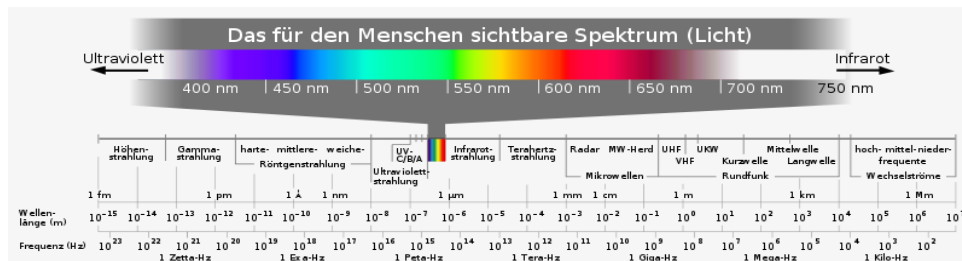 Das für den Menschen sichtbare Spektrum (Licht)
Ultraviolett
Infrarot
400 nm 450 nm 500 nm 550 nm 600 nm 650 nm 700 nm 750 nm
Höhen-
strahlung
Gamma-
strahlung
harte- mittlere- weiche-
Röntgenstrahlung
UV-
C/B/A
Ultraviolett-
strahlung
Infrarot-
strahlung
Terahertz-
strahlung
Radar MW-Herd
Mikrowellen
UHF UKW Mittelwelle
VHF Kurzwelle Langwelle
Rundfunk
hoch- mittel- nieder-
frequente
Wechselströme
1 fm 1 pm 1 Å 1 nm 1 µm 1 mm 1 cm 1 m 1 km 1 Mm
Wellen-
länge (m)
10⁻¹⁵ 10⁻¹⁴ 10⁻¹³ 10⁻¹² 10⁻¹¹ 10⁻¹⁰ 10⁻⁹ 10⁻⁸ 10⁻⁷ 10⁻⁶ 10⁻⁵ 10⁻⁴ 10⁻³ 10⁻² 10⁻¹ 10⁰ 10¹ 10² 10³ 10⁴ 10⁵ 10⁶ 10⁷
Frequenz (Hz)
10²³ 10²² 10²¹ 10²⁰ 10¹⁹ 10¹⁸ 10¹⁷ 10¹⁶ 10¹⁵ 10¹⁴ 10¹³ 10¹² 10¹¹ 10¹⁰ 10⁹ 10⁸ 10⁷ 10⁶ 10⁵ 10⁴ 10³ 10²
1 Zetta-Hz 1 Exa-Hz 1 Peta-Hz 1 Tera-Hz 1 Giga-Hz 1 Mega-Hz 1 Kilo-Hz